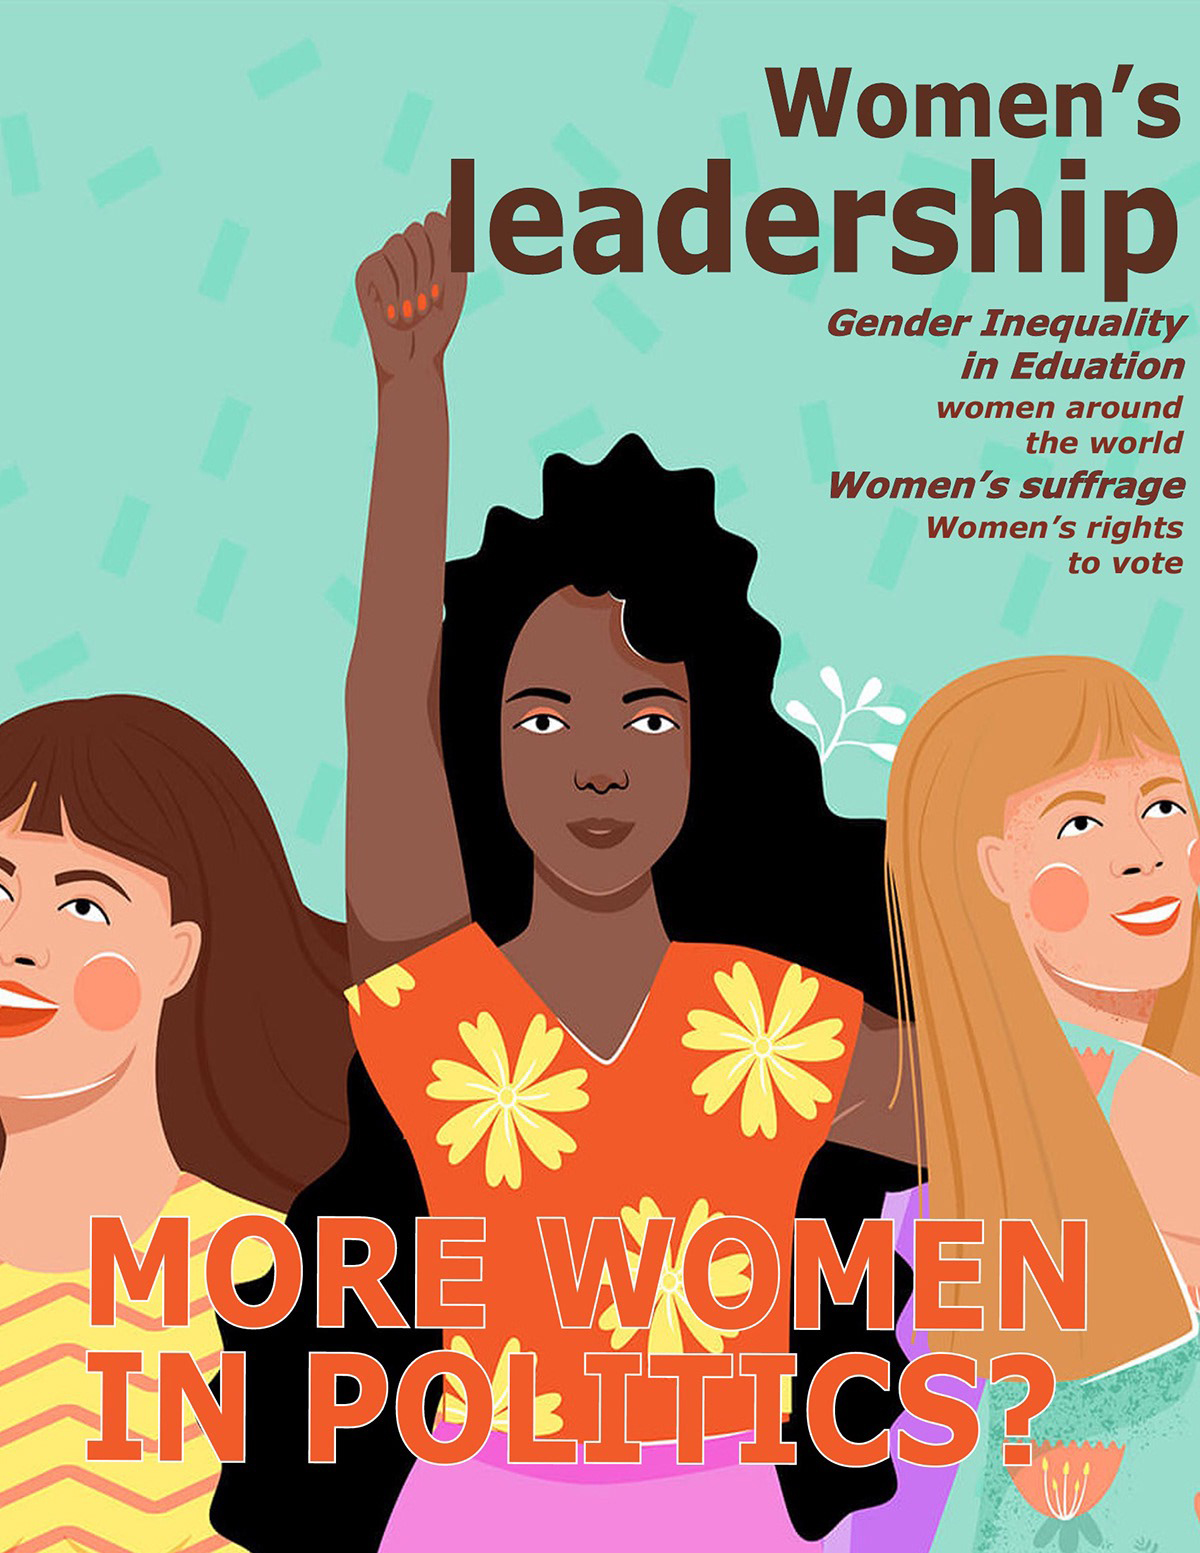 Women’s
leadership
Gender Inequality
in Eduation
women around
the world
Women’s suffrage
Women’s rights
to vote
MORE WOMEN
IN POLITICS?